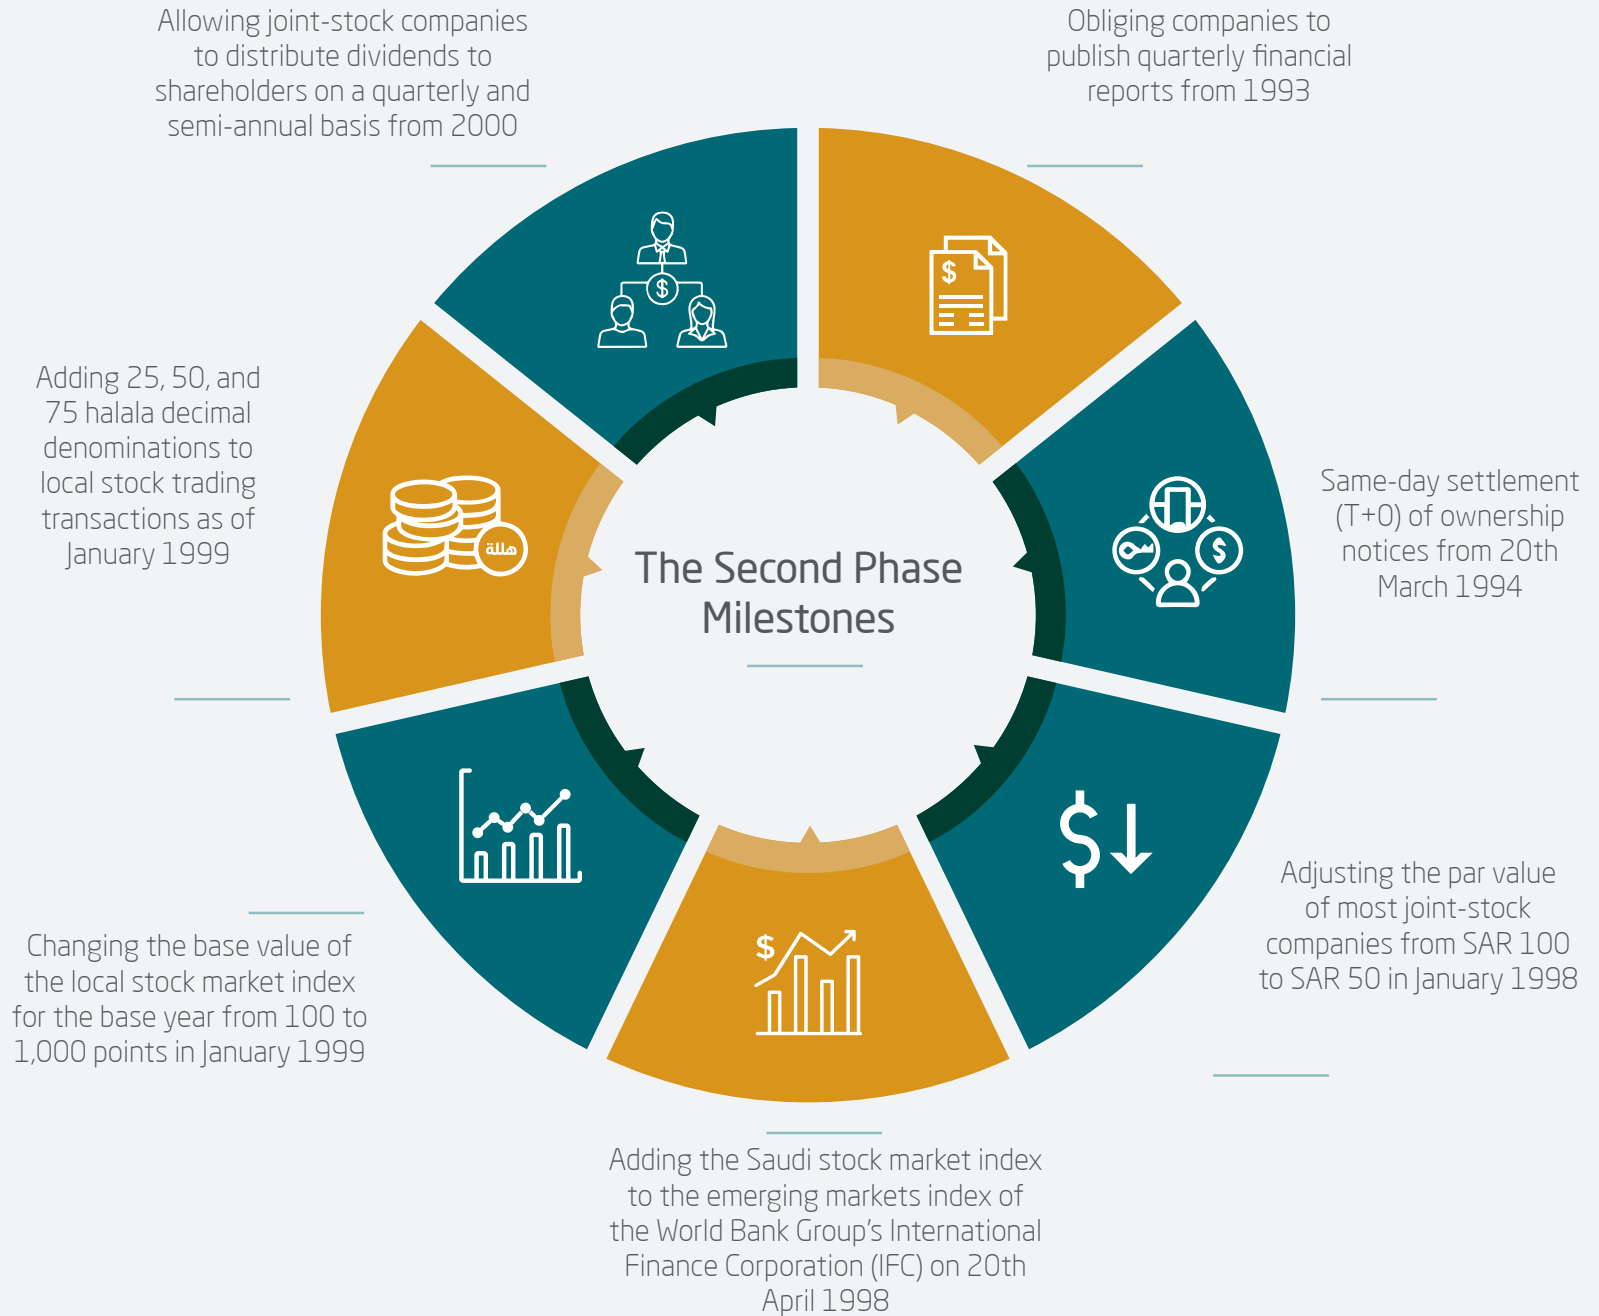 The Second Phase
Milestones
Obliging companies to
publish quarterly financial
reports from 1993
$
Same-day settlement
(T+0) of ownership
notices from 20th
March 1994
$
Adjusting the par value
of most joint-stock
companies from SAR 100
to SAR 50 in January 1998
$
Adding the Saudi stock market index
to the emerging markets index of
the World Bank Group's International
Finance Corporation (IFC) on 20th
April 1998
$
Changing the base value of
the local stock market index
for the base year from 100 to
1,000 points in January 1999
Adding 25, 50, and
75 halala decimal
denominations to
local stock trading
transactions as of
January 1999
هللة
Allowing joint-stock companies
to distribute dividends to
shareholders on a quarterly and
semi-annual basis from 2000
$